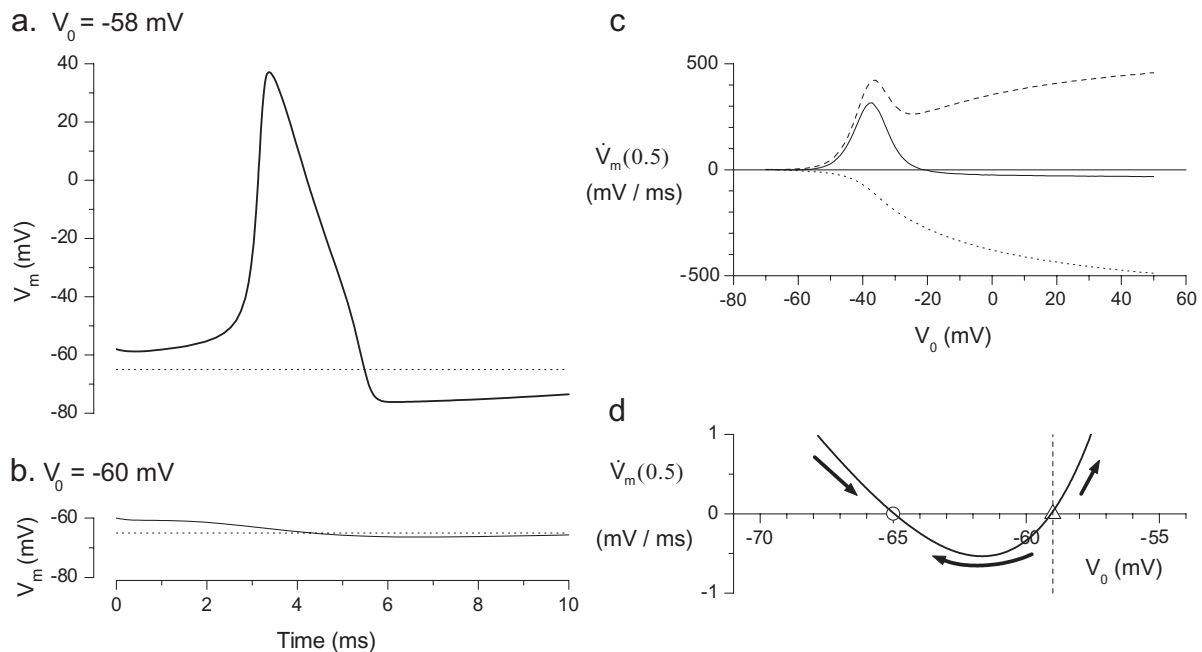 a. V0 = -58 mV
40
20
0
-20
-40
-60
-80
Vm (mV)
b. V0 = -60 mV
-60
-80
Vm (mV)
0 2 4 6 8 10
Time (ms)
c
500
0
-500
V̇m(0.5)
(mV / ms)
-80 -60 -40 -20 0 20 40 60
V0 (mV)
d
1
0
-1
V̇m(0.5)
(mV / ms)
-70 -65 -60 -55
V0 (mV)